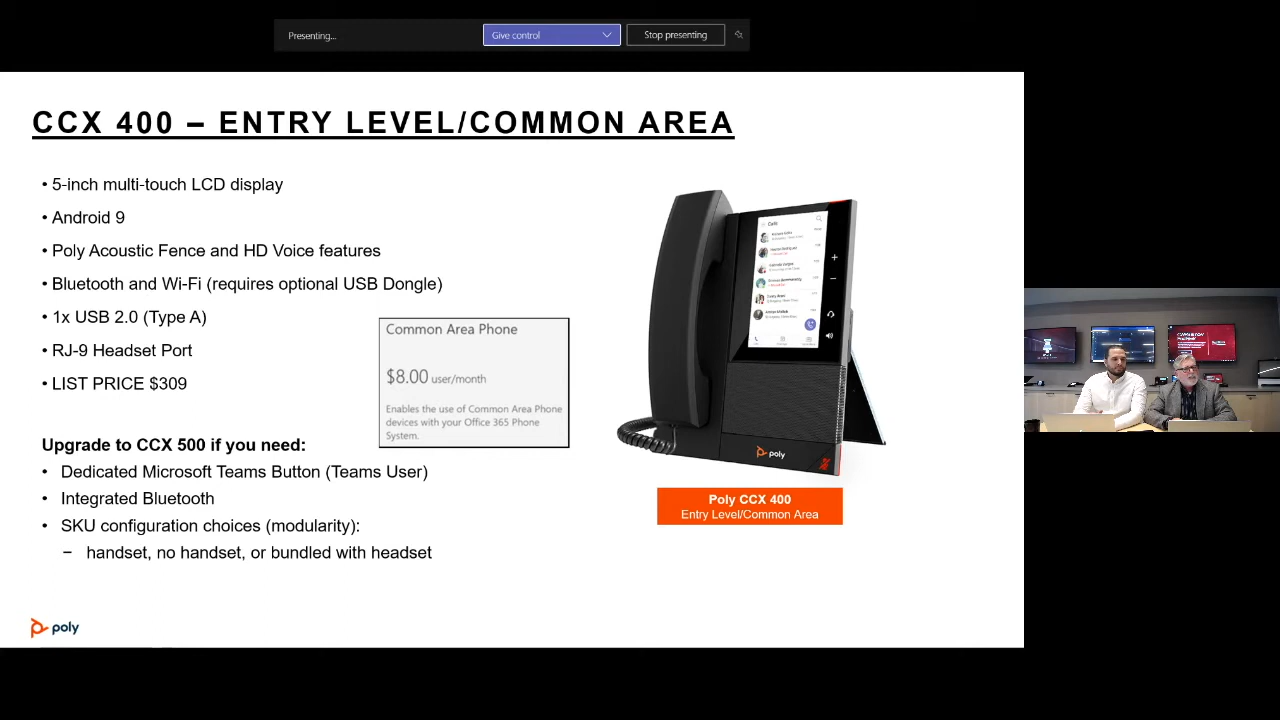 Presenting...
Give control
Stop presenting
CCX 400 – ENTRY LEVEL/COMMON AREA
• 5-inch multi-touch LCD display
• Android 9
• Poly Acoustic Fence and HD Voice features
• Bluetooth and Wi-Fi (requires optional USB Dongle)
• 1x USB 2.0 (Type A)
• RJ-9 Headset Port
• LIST PRICE $309
Common Area Phone
$8.00 user/month
Enables the use of Common Area Phone
devices with your Office 365 Phone
System.
Upgrade to CCX 500 if you need:
• Dedicated Microsoft Teams Button (Teams User)
• Integrated Bluetooth
• SKU configuration choices (modularity):
− handset, no handset, or bundled with headset
Calls
poly
Poly CCX 400
Entry Level/Common Area
poly